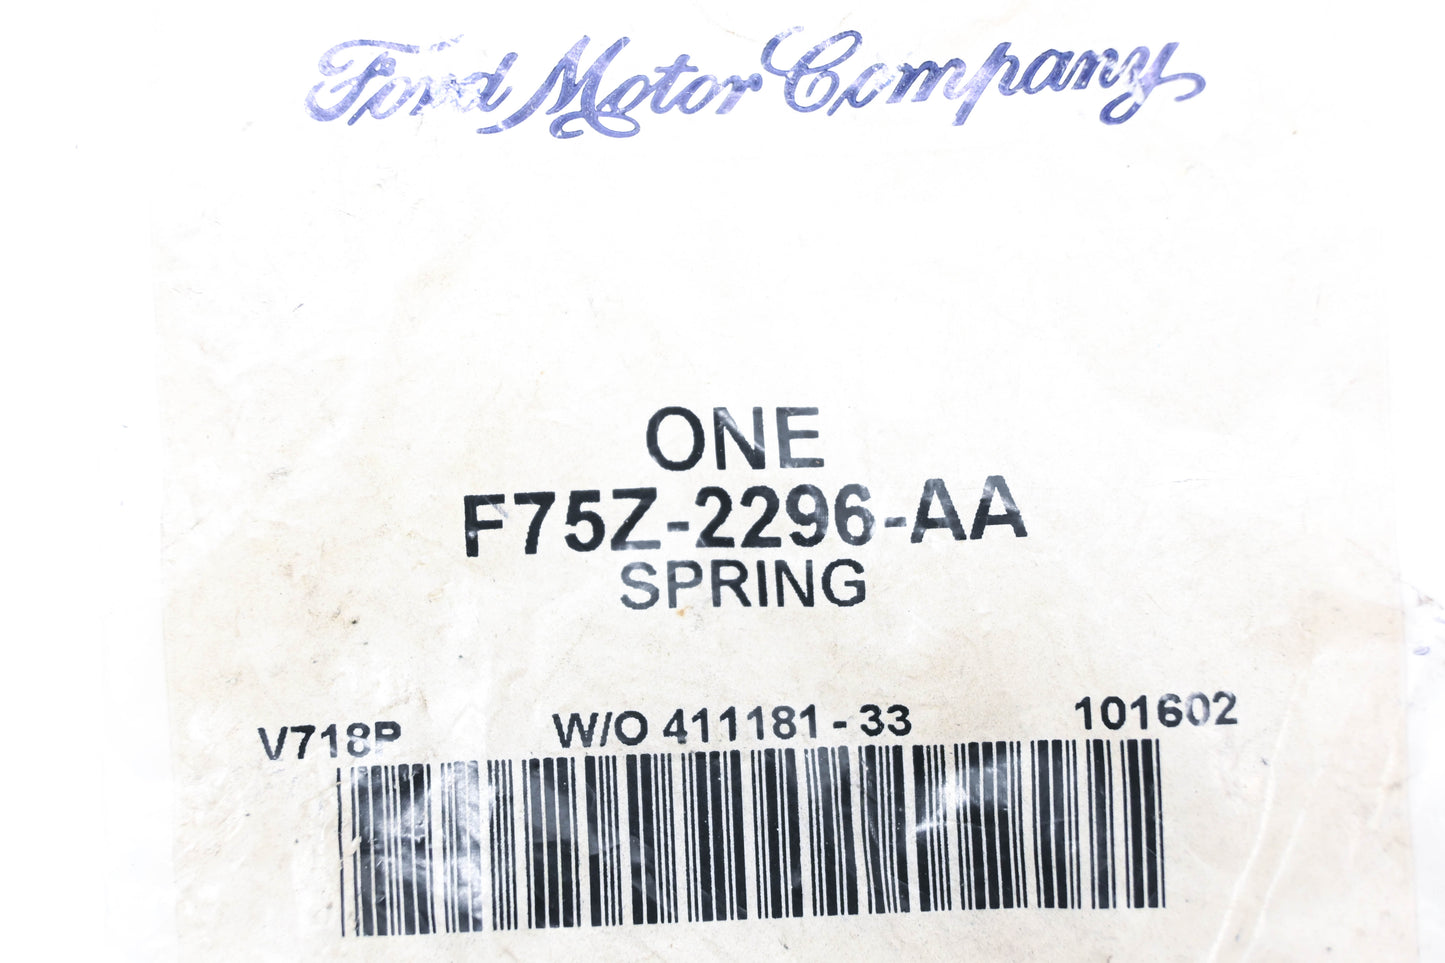 Ford Motor Company
ONE
F75Z-2296-AA
SPRING
V718P W/O 411181 - 33 101602